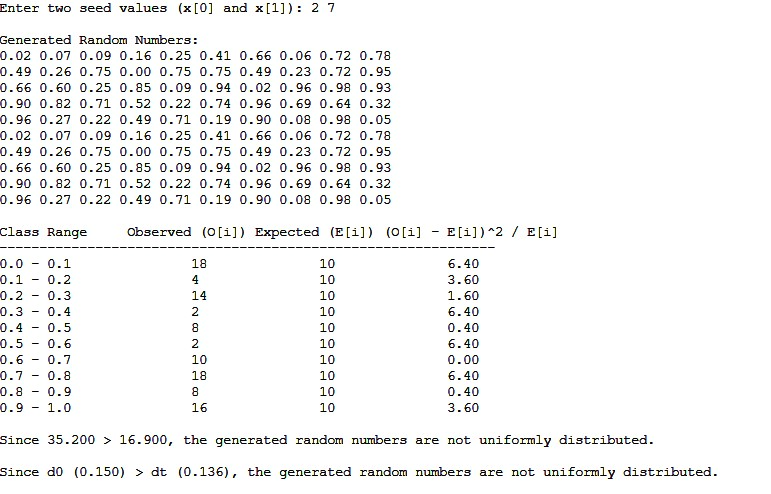 Enter two seed values (x[0] and x[1]): 2 7
Generated Random Numbers:
0.02 0.07 0.09 0.16 0.25 0.41 0.66 0.06 0.72 0.78
0.49 0.26 0.75 0.00 0.75 0.75 0.49 0.23 0.72 0.95
0.66 0.60 0.25 0.85 0.09 0.94 0.02 0.96 0.98 0.93
0.90 0.82 0.71 0.52 0.22 0.74 0.96 0.69 0.64 0.32
0.96 0.27 0.22 0.49 0.71 0.19 0.90 0.08 0.98 0.05
0.02 0.07 0.09 0.16 0.25 0.41 0.66 0.06 0.72 0.78
0.49 0.26 0.75 0.00 0.75 0.75 0.49 0.23 0.72 0.95
0.66 0.60 0.25 0.85 0.09 0.94 0.02 0.96 0.98 0.93
0.90 0.82 0.71 0.52 0.22 0.74 0.96 0.69 0.64 0.32
0.96 0.27 0.22 0.49 0.71 0.19 0.90 0.08 0.98 0.05
Class Range Observed (O[i]) Expected (E[i]) (O[i] - E[i])^2 / E[i]
--------------------------------------------------------------
0.0 - 0.1 18 10 6.40
0.1 - 0.2 4 10 3.60
0.2 - 0.3 14 10 1.60
0.3 - 0.4 2 10 6.40
0.4 - 0.5 8 10 0.40
0.5 - 0.6 2 10 6.40
0.6 - 0.7 10 10 0.00
0.7 - 0.8 18 10 6.40
0.8 - 0.9 8 10 0.40
0.9 - 1.0 16 10 3.60
Since 35.200 > 16.900, the generated random numbers are not uniformly distributed.
Since d0 (0.150) > dt (0.136), the generated random numbers are not uniformly distributed.